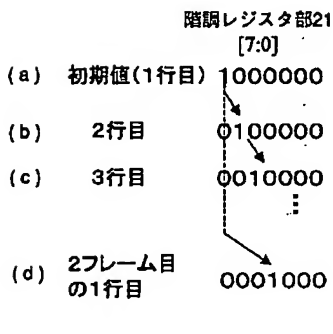 階調レジスタ部21
[7:0]
(a) 初期値(1行目) 1000000
(b) 2行目 0100000
(c) 3行目 0010000
(d) 2フレーム目
の1行目 0001000